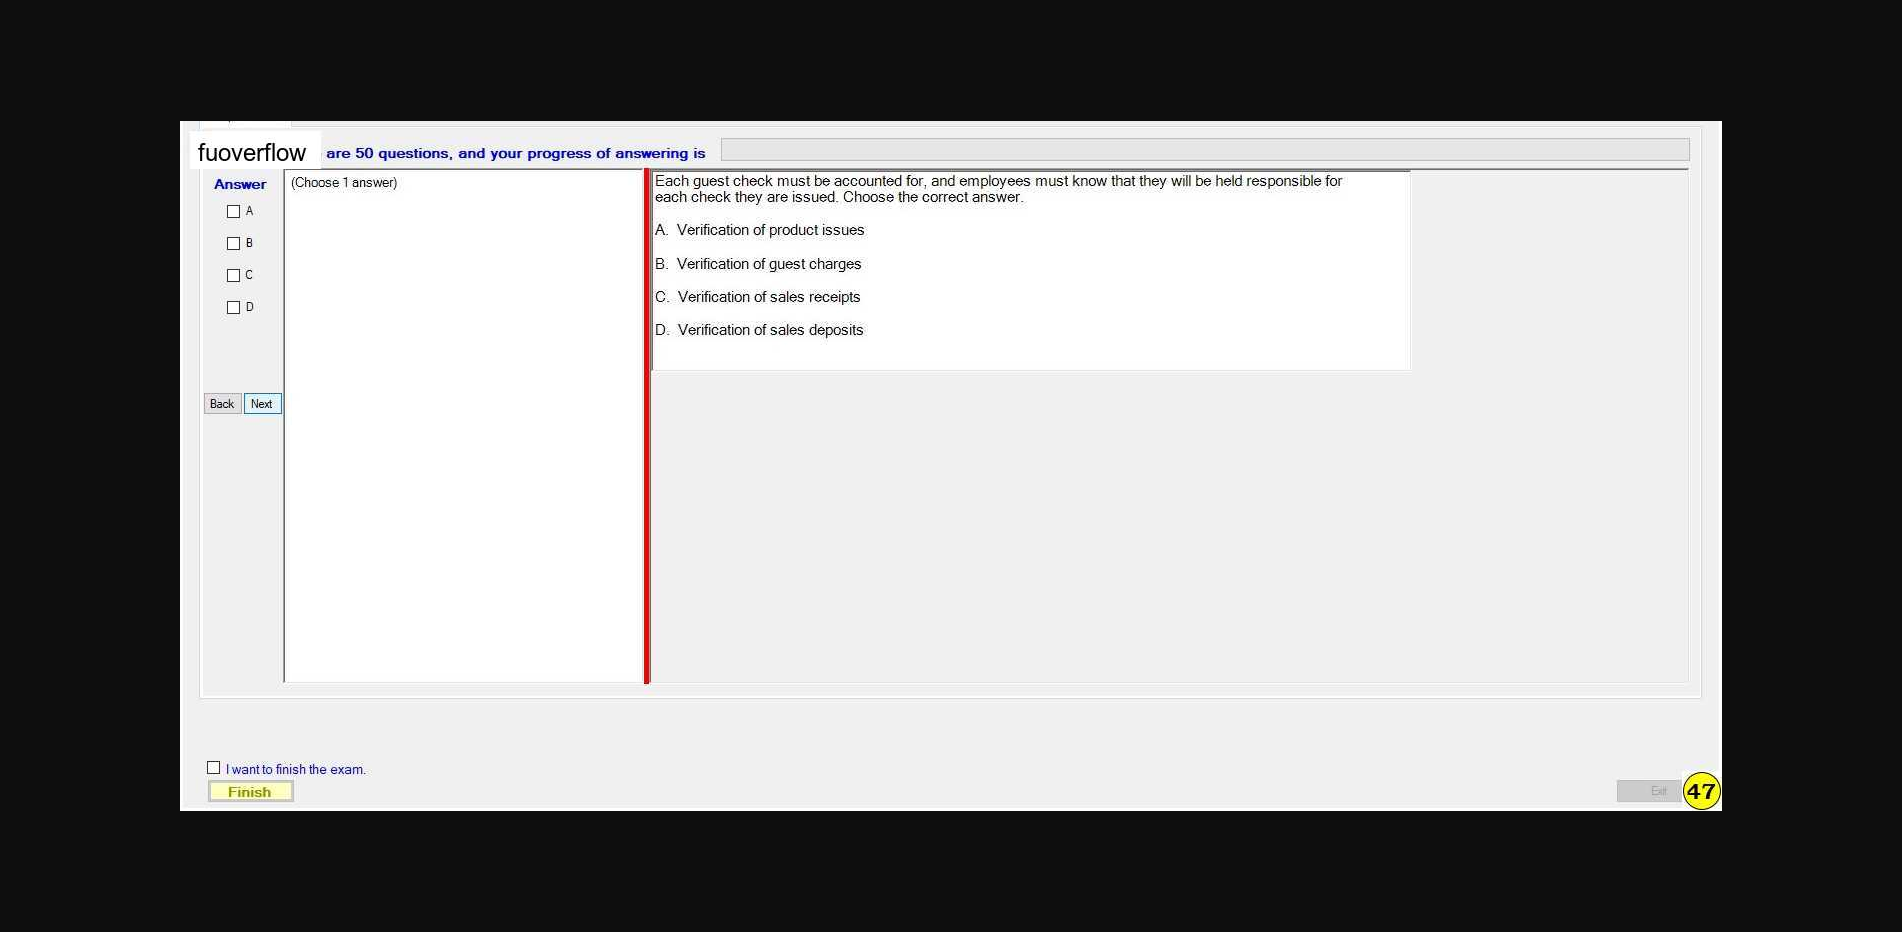 fuoverflow are 50 questions, and your progress of answering is
Answer
(Choose 1 answer)
A
B
C
D
Back Next
Each guest check must be accounted for, and employees must know that they will be held responsible for
each check they are issued. Choose the correct answer.
A. Verification of product issues
B. Verification of guest charges
C. Verification of sales receipts
D. Verification of sales deposits
I want to finish the exam.
Finish
Exit
47